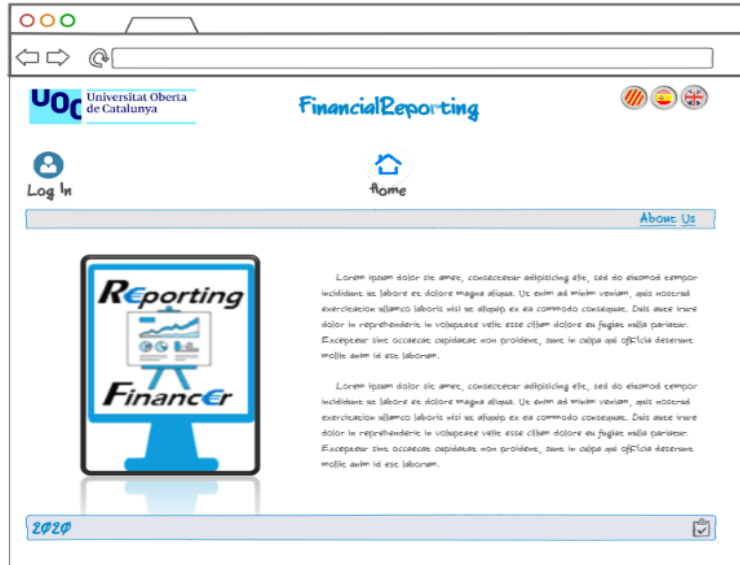 UOC Universitat Oberta
de Catalunya
FinancialReporting
Log In
Home
About Us
R€porting
Financ€r
Lorem ipsum dolor sit amet, consectetur adipisicing elit, sed do eiusmod tempor
incididunt ut labore et dolore magna aliqua. Ut enim ad minim veniam, quis nostrud
exercitation ullamco laboris nisi ut aliquip ex ea commodo consequat. Duis aute irure
dolor in reprehenderit in voluptate velit esse cillum dolore eu fugiat nulla pariatur.
Excepteur sint occaecat cupidatat non proident, sunt in culpa qui officia deserunt
mollit anim id est laborum.
Lorem ipsum dolor sit amet, consectetur adipisicing elit, sed do eiusmod tempor
incididunt ut labore et dolore magna aliqua. Ut enim ad minim veniam, quis nostrud
exercitation ullamco laboris nisi ut aliquip ex ea commodo consequat. Duis aute irure
dolor in reprehenderit in voluptate velit esse cillum dolore eu fugiat nulla pariatur.
Excepteur sint occaecat cupidatat non proident, sunt in culpa qui officia deserunt
mollit anim id est laborum.
2020